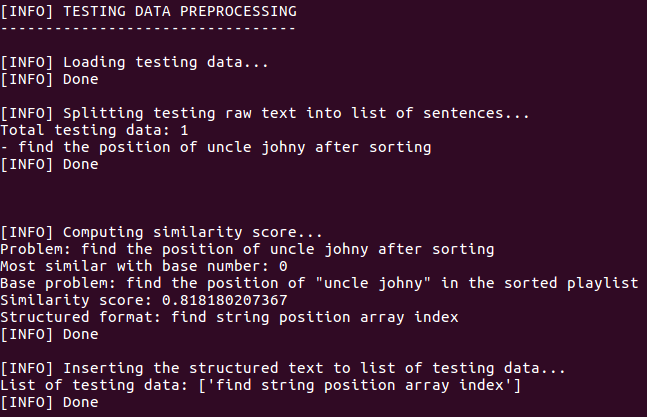 [INFO] TESTING DATA PREPROCESSING
---------------------------------
[INFO] Loading testing data...
[INFO] Done
[INFO] Splitting testing raw text into list of sentences...
Total testing data: 1
- find the position of uncle johny after sorting
[INFO] Done
[INFO] Computing similarity score...
Problem: find the position of uncle johny after sorting
Most similar with base number: 0
Base problem: find the position of "uncle johny" in the sorted playlist
Similarity score: 0.818180207367
Structured format: find string position array index
[INFO] Done
[INFO] Inserting the structured text to list of testing data...
List of testing data: ['find string position array index']
[INFO] Done